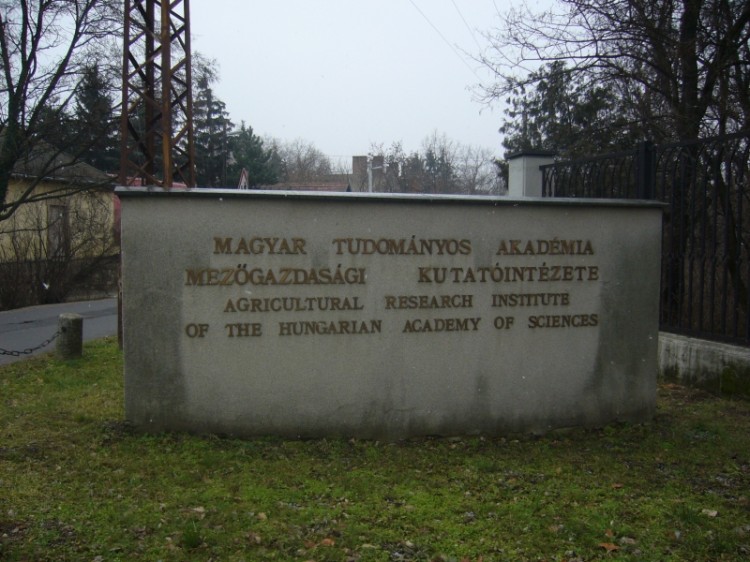 MAGYAR TUDOMÁNYOS AKADÉMIA
MEZŐGAZDASÁGI KUTATÓINTÉZETE
AGRICULTURAL RESEARCH INSTITUTE
OF THE HUNGARIAN ACADEMY OF SCIENCES